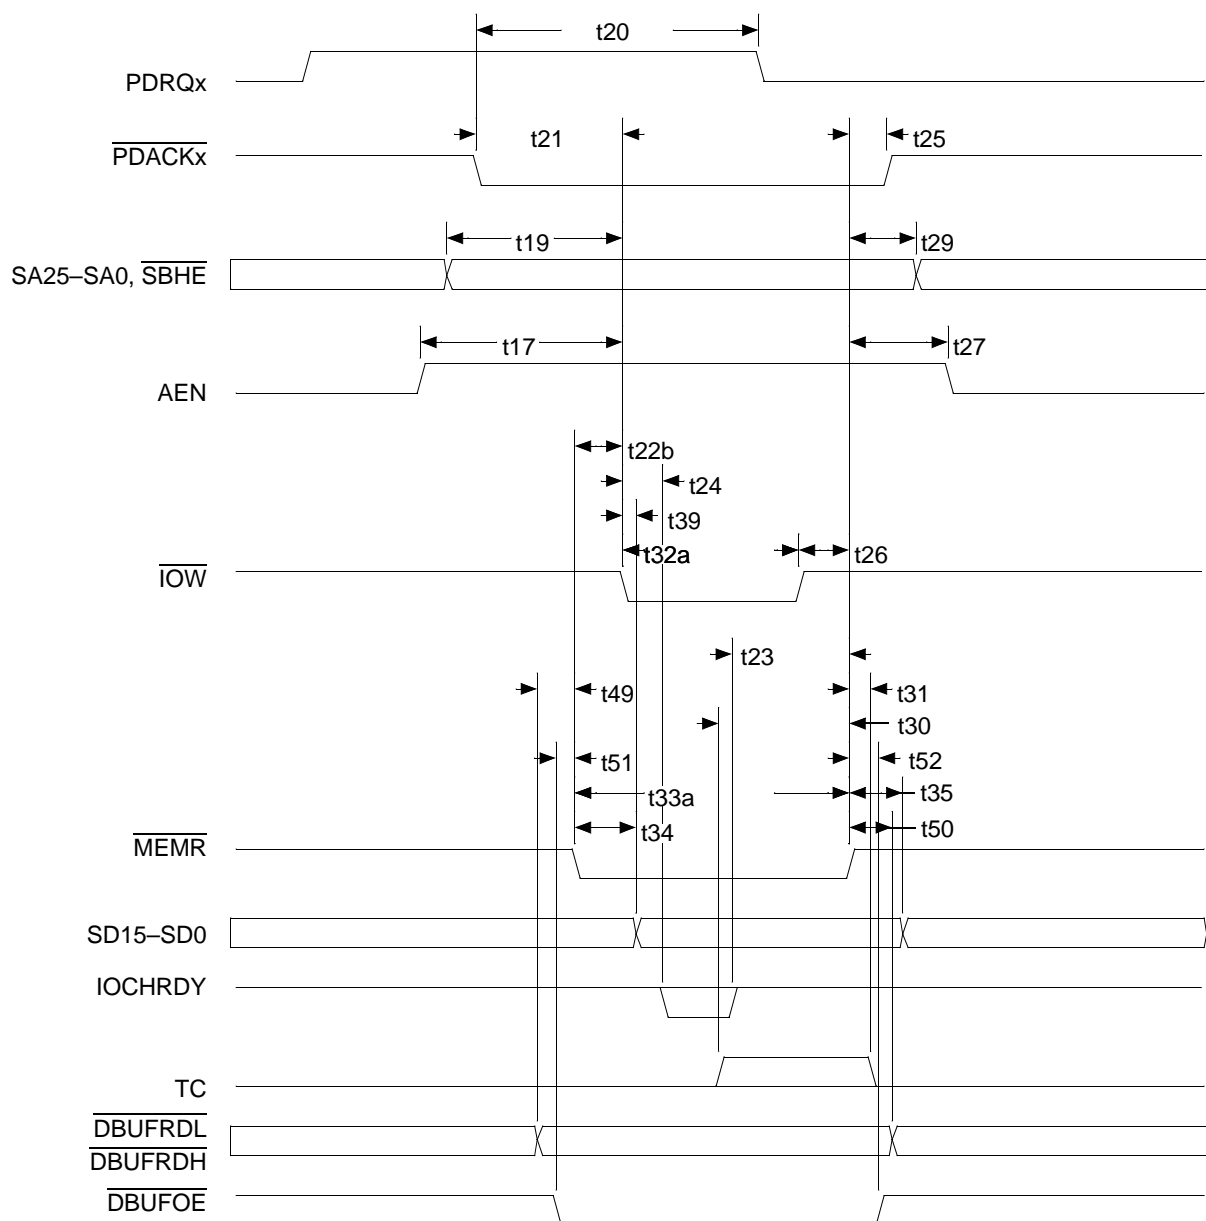 t20
PDRQx
t21
t25
PDACKx
t19
t29
SA25–SA0, SBHE
t17
t27
AEN
t22b
t24
t39
t32a
t26
IOW
t23
t49
t31
t30
t51
t52
t33a
t35
t34
t50
MEMR
SD15–SD0
IOCHRDY
TC
DBUFRDL
DBUFRDH
DBUFOE